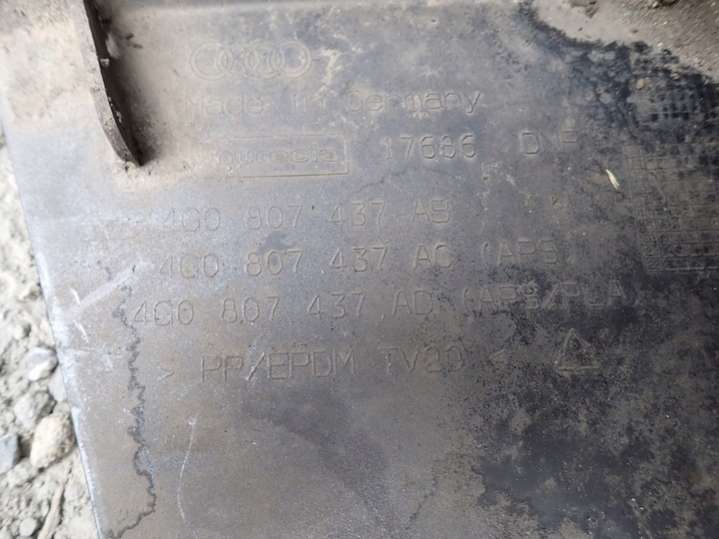 Made in Germany
17686
4G0 807 437 AB
4G0 807 437 AC (APS)
4G0 807 437 AD (APS/PLA)
> PP/EPDM TV20 <